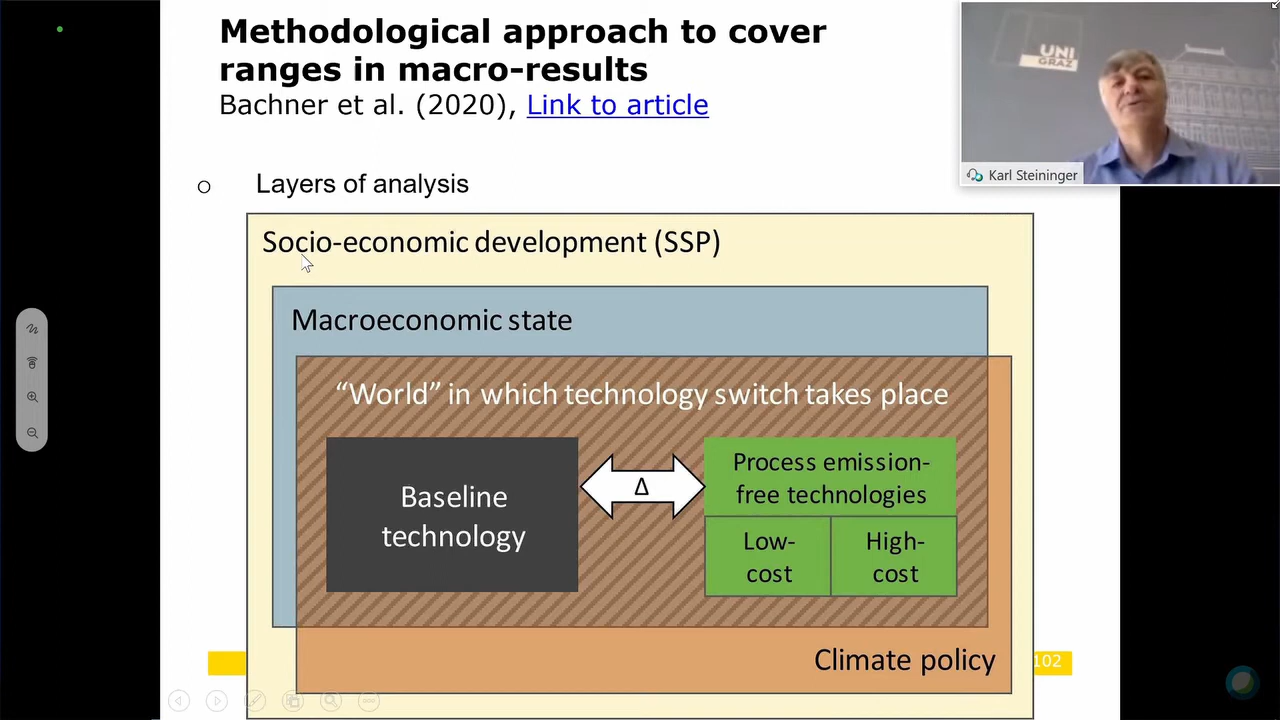 Methodological approach to cover
ranges in macro-results
Bachner et al. (2020), Link to article
UNI
GRAZ
Karl Steininger
o Layers of analysis
Socio-economic development (SSP)
Macroeconomic state
“World” in which technology switch takes place
Baseline
technology
Δ
Process emission-
free technologies
Low-
cost
High-
cost
Climate policy
102